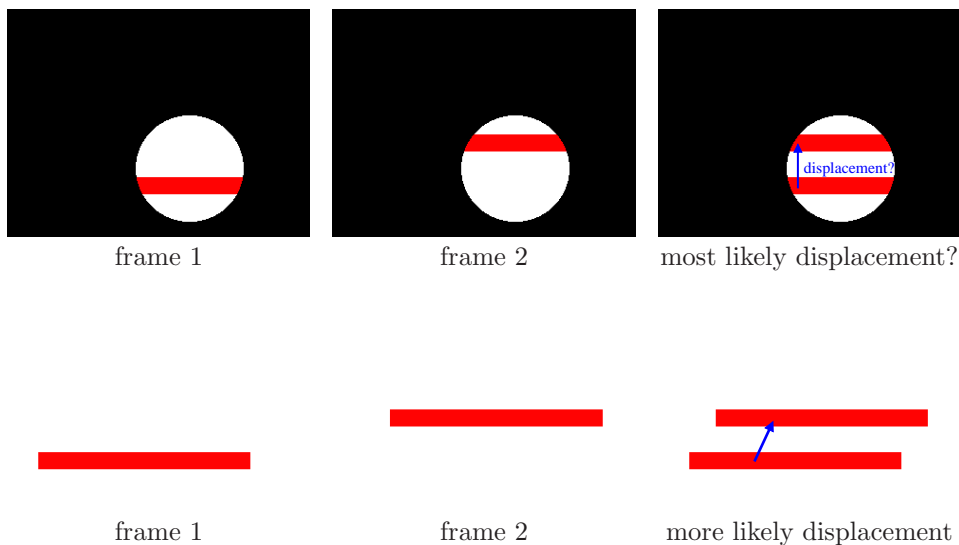 displacement?
frame 1
frame 2
most likely displacement?
frame 1
frame 2
more likely displacement